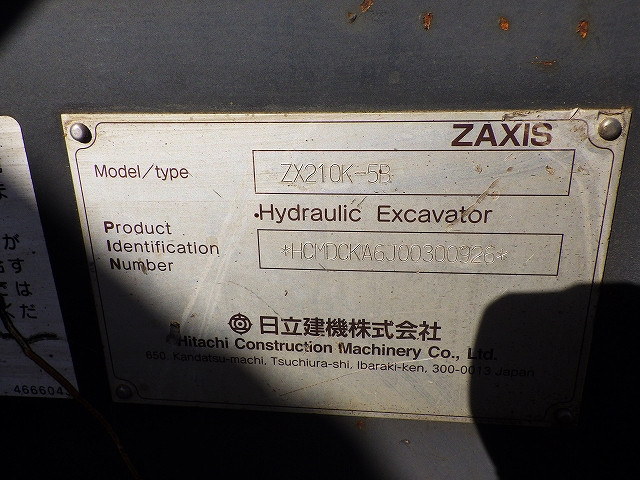 ZAXIS
Model/type
ZX210K-5B
Hydraulic Excavator
Product
Identification
Number
*HCMDCKA6J00300926*
日立建機株式会社
Hitachi Construction Machinery Co., Ltd.
650, Kandatsu-machi, Tsuchiura-shi, Ibaraki-ken, 300-0013 Japan
ま
が
す
は
くだ
466604